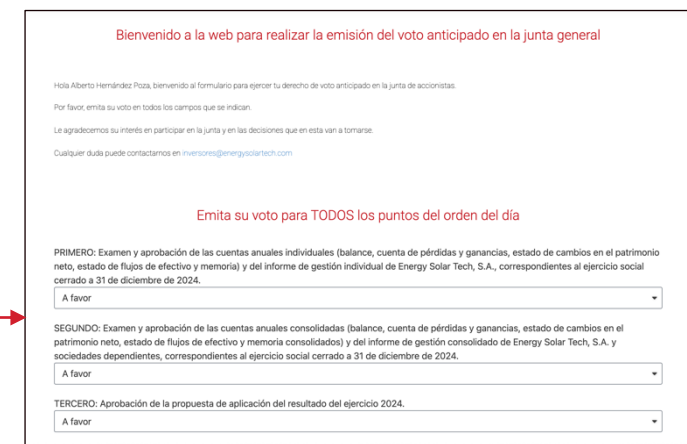 Bienvenido a la web para realizar la emisión del voto anticipado en la junta general
Hola Alberto Hernández Poza, bienvenido al formulario para ejercer tu derecho de voto anticipado en la junta de accionistas.
Por favor, emita su voto en todos los campos que se indican.
Le agradecemos su interés en participar en la junta y en las decisiones que en esta van a tomarse.
Cualquier duda puede contactarnos en inversores@energysolartech.com
Emita su voto para TODOS los puntos del orden del día
PRIMERO: Examen y aprobación de las cuentas anuales individuales (balance, cuenta de pérdidas y ganancias, estado de cambios en el patrimonio
neto, estado de flujos de efectivo y memoria) y del informe de gestión individual de Energy Solar Tech, S.A., correspondientes al ejercicio social
cerrado a 31 de diciembre de 2024.
A favor
SEGUNDO: Examen y aprobación de las cuentas anuales consolidadas (balance, cuenta de pérdidas y ganancias, estado de cambios en el
patrimonio neto, estado de flujos de efectivo y memoria consolidados) y del informe de gestión consolidado de Energy Solar Tech, S.A. y
sociedades dependientes, correspondientes al ejercicio social cerrado a 31 de diciembre de 2024.
A favor
TERCERO: Aprobación de la propuesta de aplicación del resultado del ejercicio 2024.
A favor